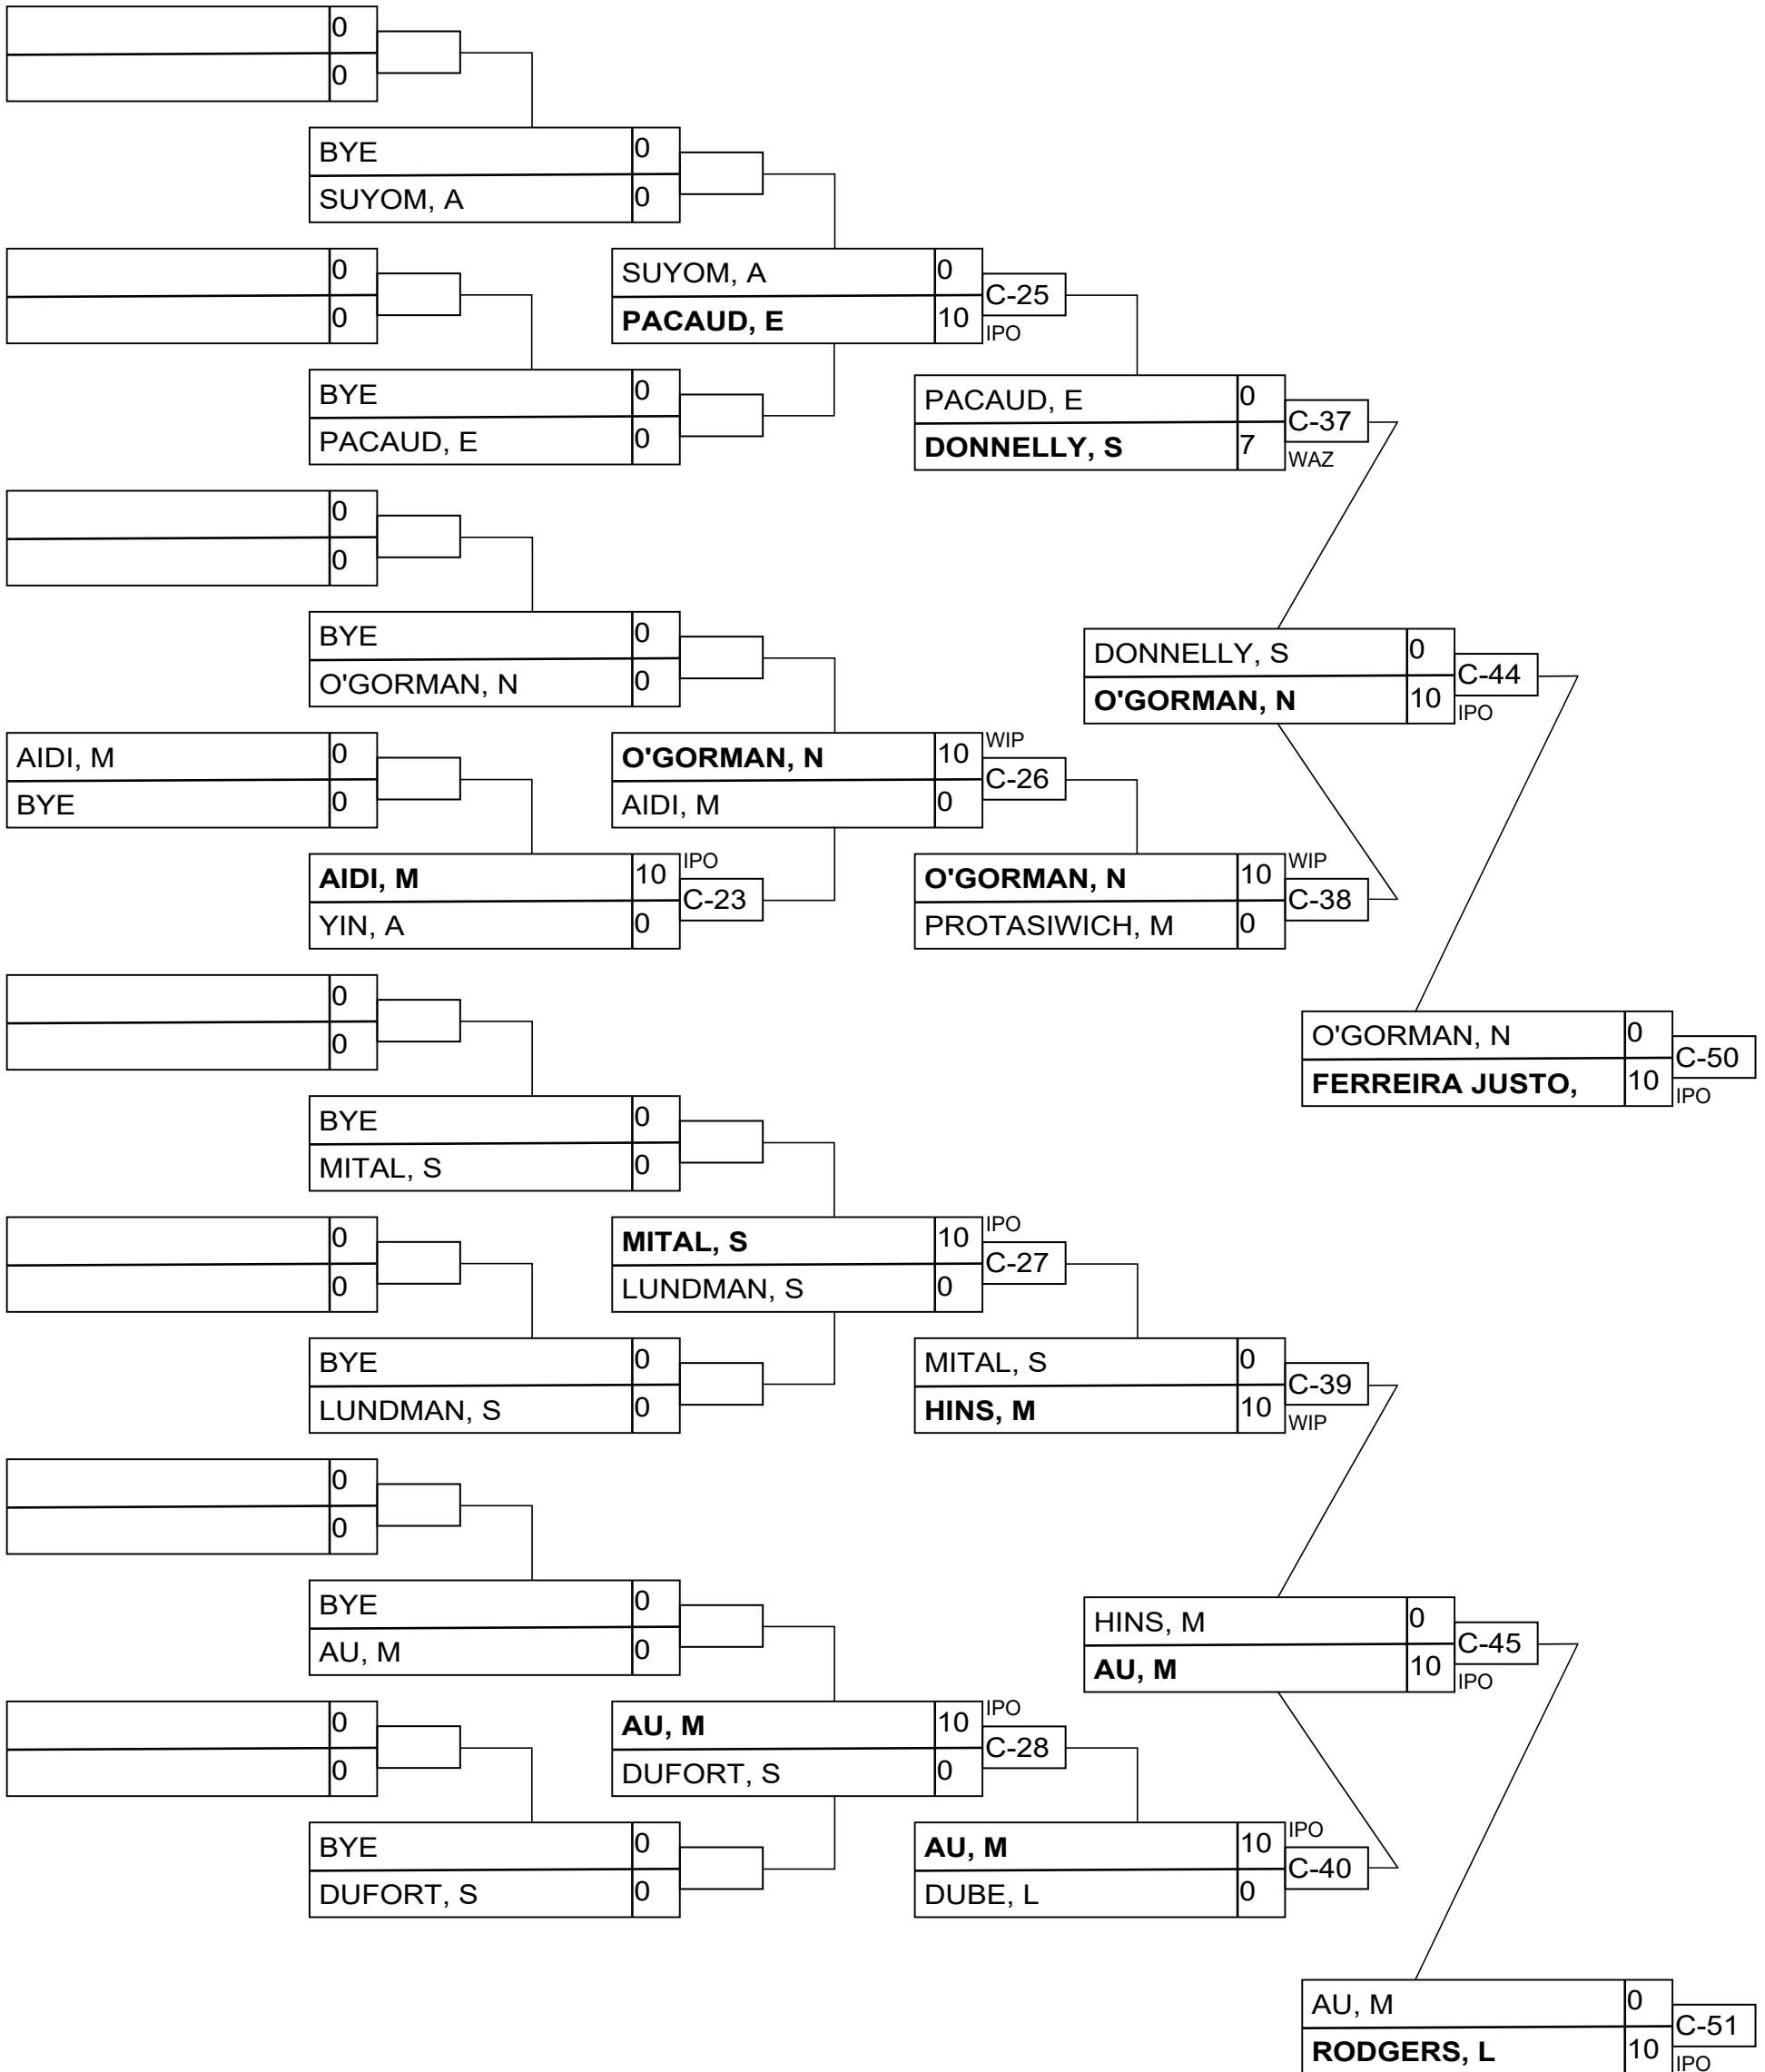 0
0
BYE 0
SUYOM, A 0
0
0
SUYOM, A 0
C-25
PACAUD, E 10
IPO
BYE 0
PACAUD, E 0
PACAUD, E 0
C-37
DONNELLY, S 7
WAZ
0
0
BYE 0
O'GORMAN, N 0
DONNELLY, S 0
C-44
O'GORMAN, N 10
IPO
AIDI, M 0
BYE 0
O'GORMAN, N 10 WIP
C-26
AIDI, M 0
AIDI, M 10 IPO
C-23
YIN, A 0
O'GORMAN, N 10 WIP
C-38
PROTASIWICH, M 0
0
0
O'GORMAN, N 0
C-50
FERREIRA JUSTO, 10
IPO
BYE 0
MITAL, S 0
0
0
MITAL, S 10 IPO
C-27
LUNDMAN, S 0
BYE 0
LUNDMAN, S 0
MITAL, S 0
C-39
HINS, M 10
WIP
0
0
BYE 0
AU, M 0
HINS, M 0
C-45
AU, M 10
IPO
0
0
AU, M 10 IPO
C-28
DUFORT, S 0
BYE 0
DUFORT, S 0
AU, M 10 IPO
C-40
DUBE, L 0
AU, M 0
C-51
RODGERS, L 10
IPO